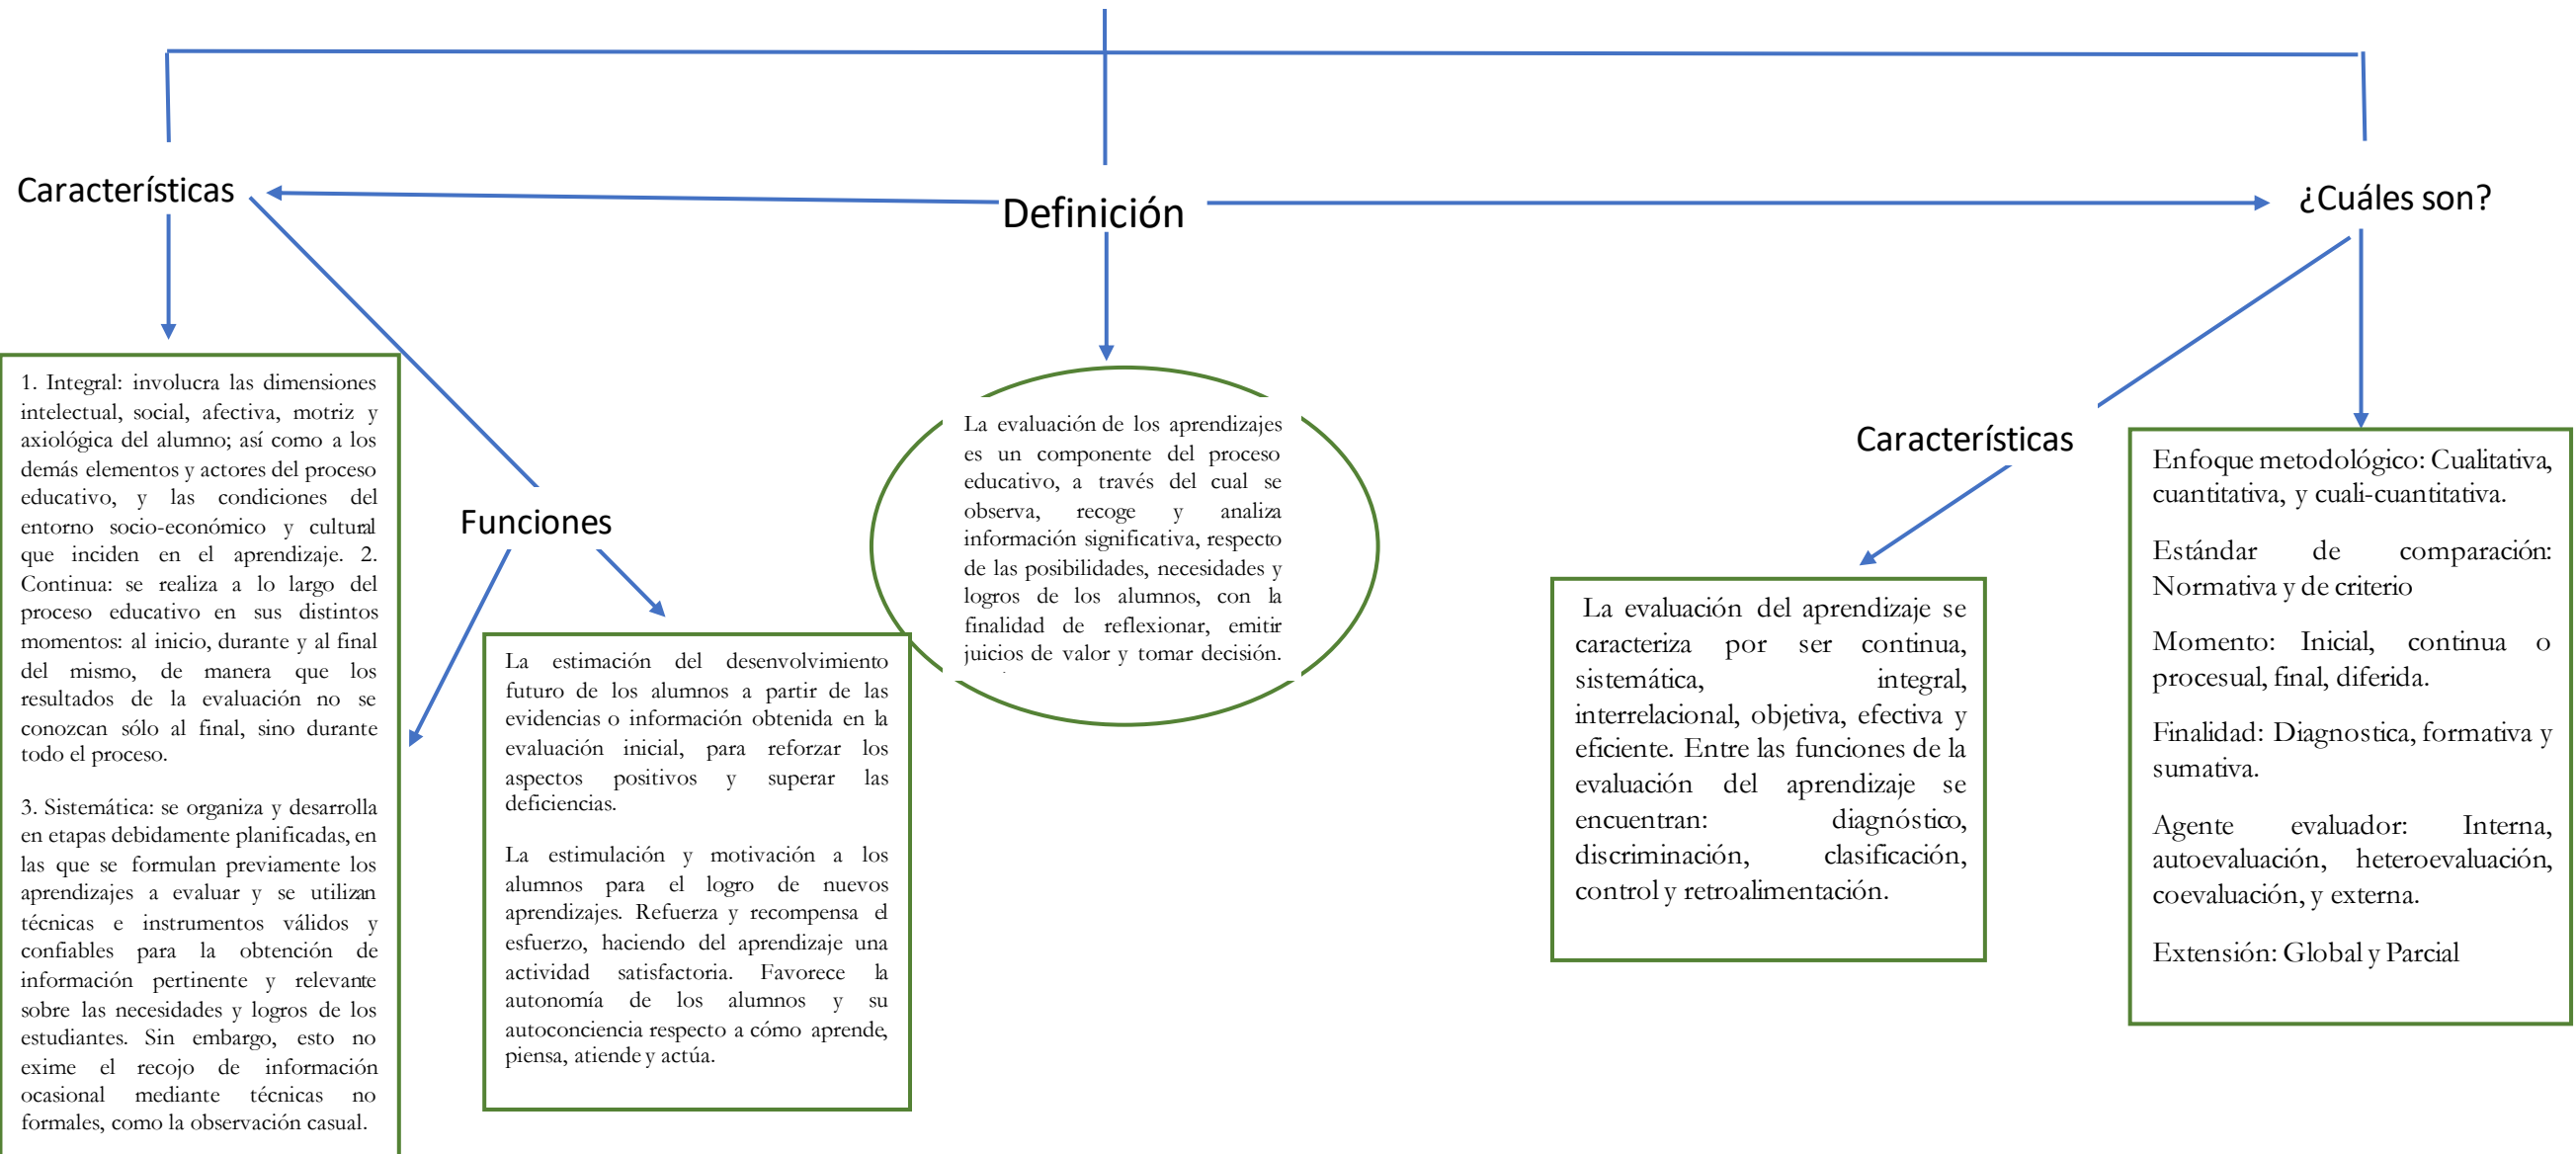 Características
Definición
¿Cuáles son?
1. Integral: involucra las dimensiones
intelectual, social, afectiva, motriz y
axiológica del alumno; así como a los
demás elementos y actores del proceso
educativo, y las condiciones del
entorno socio-económico y cultural
que inciden en el aprendizaje. 2.
Continua: se realiza a lo largo del
proceso educativo en sus distintos
momentos: al inicio, durante y al final
del mismo, de manera que los
resultados de la evaluación no se
conozcan sólo al final, sino durante
todo el proceso.
3. Sistemática: se organiza y desarrolla
en etapas debidamente planificadas, en
las que se formulan previamente los
aprendizajes a evaluar y se utilizan
técnicas e instrumentos válidos y
confiables para la obtención de
información pertinente y relevante
sobre las necesidades y logros de los
estudiantes. Sin embargo, esto no
exime el recojo de información
ocasional mediante técnicas no
formales, como la observación casual.
Funciones
La estimación del desenvolvimiento
futuro de los alumnos a partir de las
evidencias o información obtenida en la
evaluación inicial, para reforzar los
aspectos positivos y superar las
deficiencias.
La estimulación y motivación a los
alumnos para el logro de nuevos
aprendizajes. Refuerza y recompensa el
esfuerzo, haciendo del aprendizaje una
actividad satisfactoria. Favorece la
autonomía de los alumnos y su
autoconciencia respecto a cómo aprende,
piensa, atiende y actúa.
La evaluación de los aprendizajes
es un componente del proceso
educativo, a través del cual se
observa, recoge y analiza
información significativa, respecto
de las posibilidades, necesidades y
logros de los alumnos, con la
finalidad de reflexionar, emitir
juicios de valor y tomar decisión.
Características
La evaluación del aprendizaje se
caracteriza por ser continua,
sistemática, integral,
interrelacional, objetiva, efectiva y
eficiente. Entre las funciones de la
evaluación del aprendizaje se
encuentran: diagnóstico,
discriminación, clasificación,
control y retroalimentación.
Enfoque metodológico: Cualitativa,
cuantitativa, y cuali-cuantitativa.
Estándar de comparación:
Normativa y de criterio
Momento: Inicial, continua o
procesual, final, diferida.
Finalidad: Diagnostica, formativa y
sumativa.
Agente evaluador: Interna,
autoevaluación, heteroevaluación,
coevaluación, y externa.
Extensión: Global y Parcial